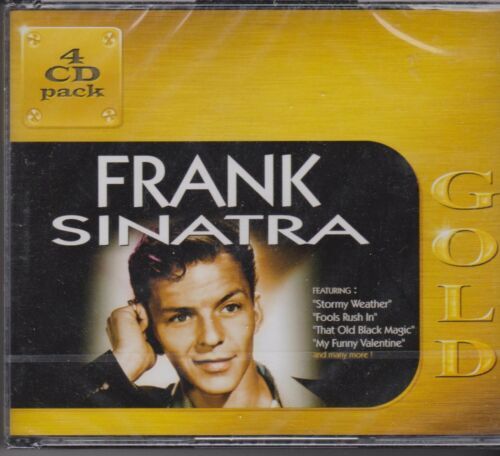 4
CD
pack
FRANK
SINATRA
FEATURING :
"Stormy Weather"
"Fools Rush In"
"That Old Black Magic"
"My Funny Valentine"
and many more !
GOLD